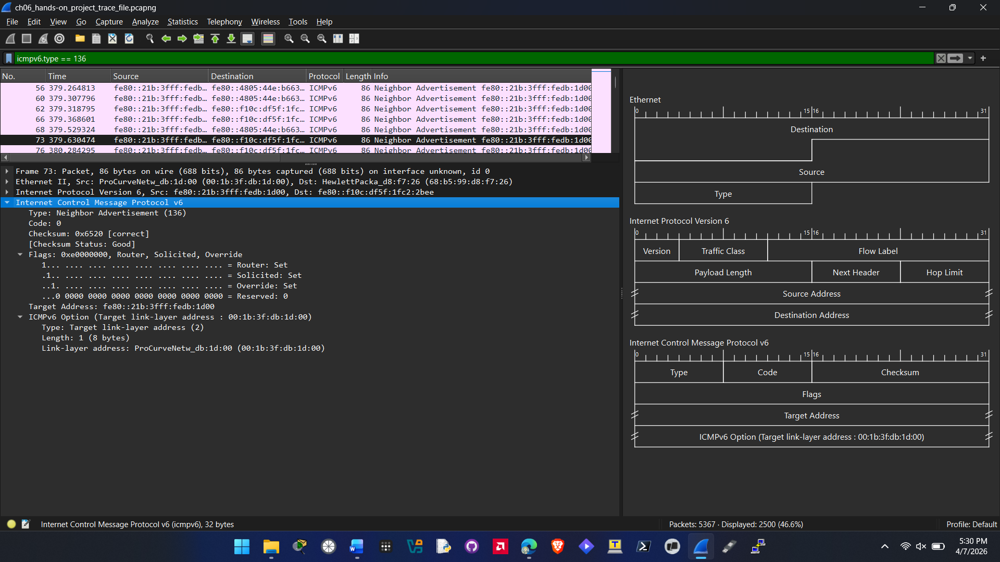 ch06_hands-on_project_trace_file.pcapng
File Edit View Go Capture Analyze Statistics Telephony Wireless Tools Help
icmpv6.type == 136
No. Time Source Destination Protocol Length Info
56 379.264813 fe80::21b:3fff:fedb… fe80::4805:44e:b663… ICMPv6 86 Neighbor Advertisement fe80::21b:3fff:fedb:1d00
60 379.307796 fe80::21b:3fff:fedb… fe80::4805:44e:b663… ICMPv6 86 Neighbor Advertisement fe80::21b:3fff:fedb:1d00
62 379.318795 fe80::21b:3fff:fedb… fe80::f10c:df5f:1fc… ICMPv6 86 Neighbor Advertisement fe80::21b:3fff:fedb:1d00
66 379.368601 fe80::21b:3fff:fedb… fe80::f10c:df5f:1fc… ICMPv6 86 Neighbor Advertisement fe80::21b:3fff:fedb:1d00
68 379.529324 fe80::21b:3fff:fedb… fe80::4805:44e:b663… ICMPv6 86 Neighbor Advertisement fe80::21b:3fff:fedb:1d00
73 379.630474 fe80::21b:3fff:fedb… fe80::f10c:df5f:1fc… ICMPv6 86 Neighbor Advertisement fe80::21b:3fff:fedb:1d00
76 380.284295 fe80::21b:3fff:fedb… fe80::f10c:df5f:1fc… ICMPv6 86 Neighbor Advertisement fe80::21b:3fff:fedb:1d00
Frame 73: Packet, 86 bytes on wire (688 bits), 86 bytes captured (688 bits) on interface unknown, id 0
Ethernet II, Src: ProCurveNetw_db:1d:00 (00:1b:3f:db:1d:00), Dst: HewlettPacka_d8:f7:26 (68:b5:99:d8:f7:26)
Internet Protocol Version 6, Src: fe80::21b:3fff:fedb:1d00, Dst: fe80::f10c:df5f:1fc2:2bee
Internet Control Message Protocol v6
Type: Neighbor Advertisement (136)
Code: 0
Checksum: 0x6520 [correct]
[Checksum Status: Good]
Flags: 0xe0000000, Router, Solicited, Override
1... .... .... .... .... .... .... .... = Router: Set
.1.. .... .... .... .... .... .... .... = Solicited: Set
..1. .... .... .... .... .... .... .... = Override: Set
...0 0000 0000 0000 0000 0000 0000 0000 = Reserved: 0
Target Address: fe80::21b:3fff:fedb:1d00
ICMPv6 Option (Target link-layer address : 00:1b:3f:db:1d:00)
Type: Target link-layer address (2)
Length: 1 (8 bytes)
Link-layer address: ProCurveNetw_db:1d:00 (00:1b:3f:db:1d:00)
Ethernet
0 15 16 31
Destination
Source
Type
Internet Protocol Version 6
0 15 16 31
Version Traffic Class Flow Label
Payload Length Next Header Hop Limit
Source Address
Destination Address
Internet Control Message Protocol v6
0 15 16 31
Type Code Checksum
Flags
Target Address
ICMPv6 Option (Target link-layer address : 00:1b:3f:db:1d:00)
Internet Control Message Protocol v6 (icmpv6), 32 bytes
Packets: 5367 · Displayed: 2500 (46.6%)
Profile: Default
5:30 PM
4/7/2026